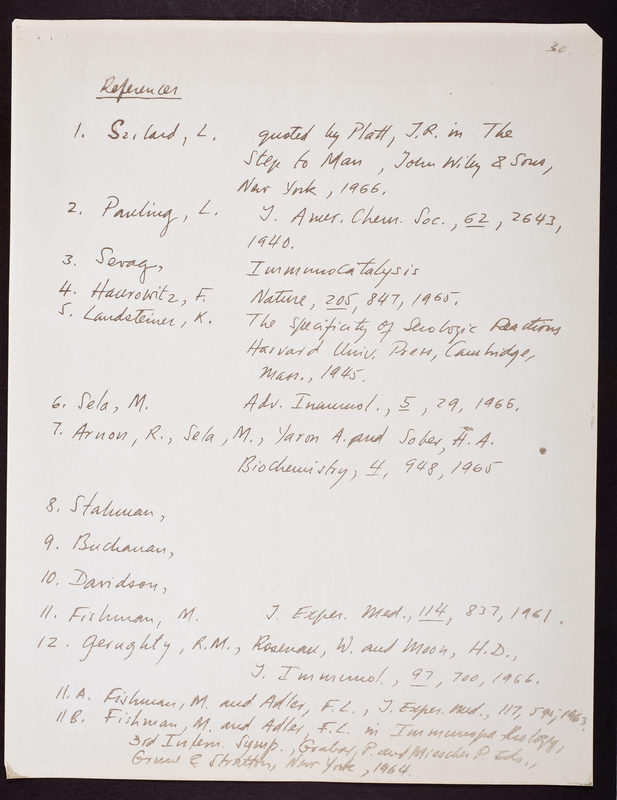 30.
References
1. Szilard, L. quoted by Platt, J.R. in The
Step to Man, John Wiley & Sons,
New York, 1966.
2. Pauling, L. J. Amer. Chem. Soc., 62, 2643,
1940.
3. Sevag, Immunocatalysis
4. Haurowitz, F. Nature, 205, 847, 1965.
5. Landsteiner, K. The Specificity of Serologic Reactions
Harvard Univ. Press, Cambridge,
Mass., 1945.
6. Sela, M. Adv. Immunol., 5, 29, 1966.
7. Arnon, R., Sela, M., Yaron A. and Sober, H.A.
Biochemistry, 4, 948, 1965
8. Stahman,
9. Buchanan,
10. Davidson,
11. Fishman, M. J. Exper. Med., 114, 837, 1961.
12. Geraghty, R.M., Rosenau, W. and Moon, H.D.,
J. Immunol., 97, 700, 1966.
11.A. Fishman, M. and Adler, F.L., J. Exper. Med., 117, 1963.
11B. Fishman, M. and Adler, F.L. in Immunopathology,
3rd Intern. Symp., Grabar, P. and Miescher P. Eds.,
Grune & Stratton, New York, 1964.